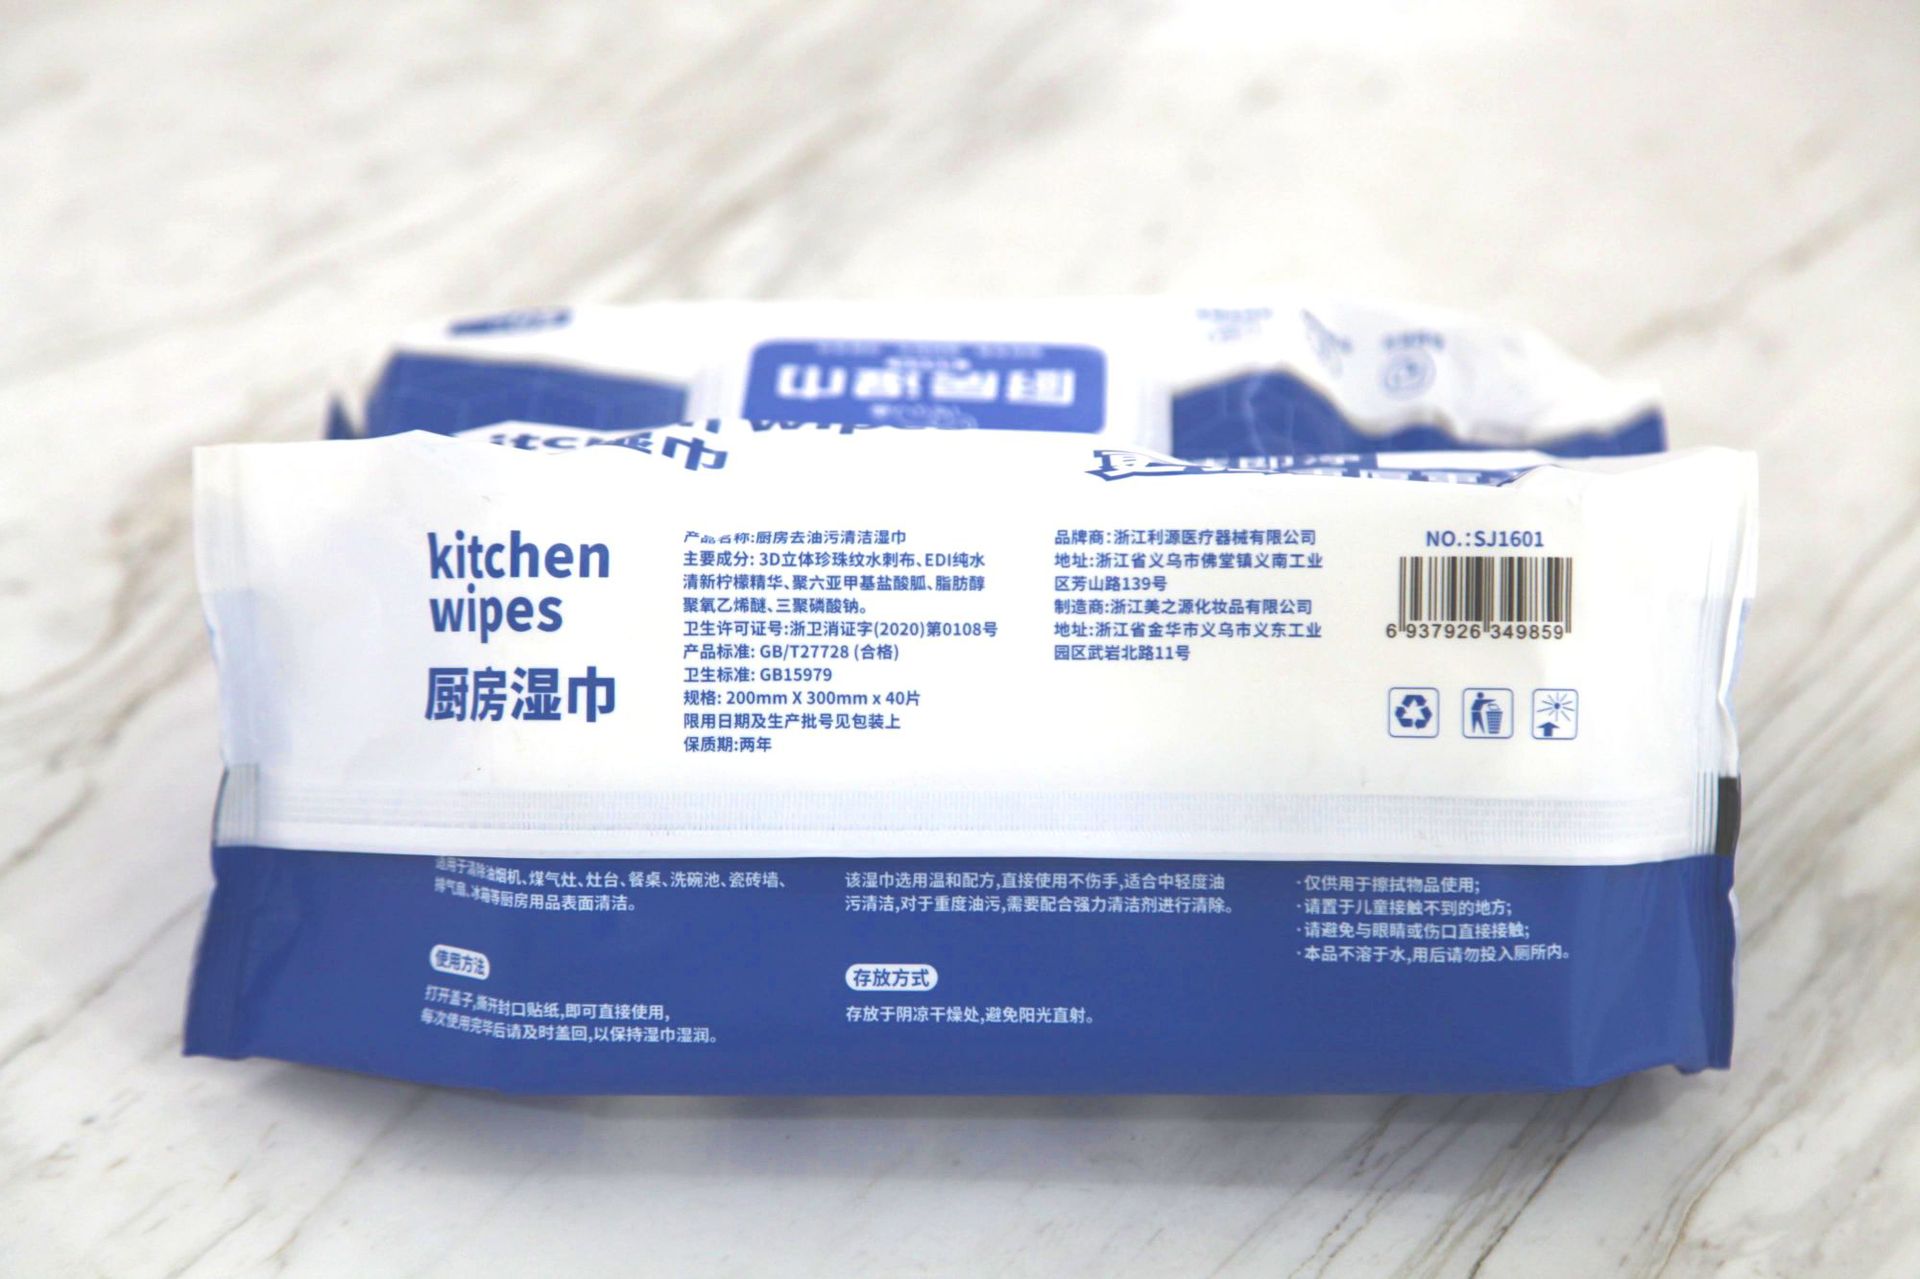 kitchen
wipes
厨房湿巾
产品名称:厨房去油污清洁湿巾
主要成分: 3D立体珍珠纹水刺布、EDI纯水
清新柠檬精华、聚六亚甲基盐酸胍、脂肪醇
聚氧乙烯醚、三聚磷酸钠。
卫生许可证号:浙卫消证字(2020)第0108号
产品标准: GB/T27728 (合格)
卫生标准: GB15979
规格: 200mm X 300mm x 40片
限用日期及生产批号见包装上
保质期:两年
品牌商:浙江利源医疗器械有限公司
地址:浙江省义乌市佛堂镇义南工业
区芳山路139号
制造商:浙江美之源化妆品有限公司
地址:浙江省金华市义乌市义东工业
园区武岩北路11号
NO.:SJ1601
6 937926 349859
适用于清除油烟机、煤气灶、灶台、餐桌、洗碗池、瓷砖墙、
排气扇、冰箱等厨房用品表面清洁。
使用方法
打开盖子,撕开封口贴纸,即可直接使用,
每次使用完毕后请及时盖回,以保持湿巾湿润。
该湿巾选用温和配方,直接使用不伤手,适合中轻度油
污清洁,对于重度油污,需要配合强力清洁剂进行清除。
存放方式
存放于阴凉干燥处,避免阳光直射。
·仅供用于擦拭物品使用;
·请置于儿童接触不到的地方;
·请避免与眼睛或伤口直接接触;
·本品不溶于水,用后请勿投入厕所内。
厨房湿巾